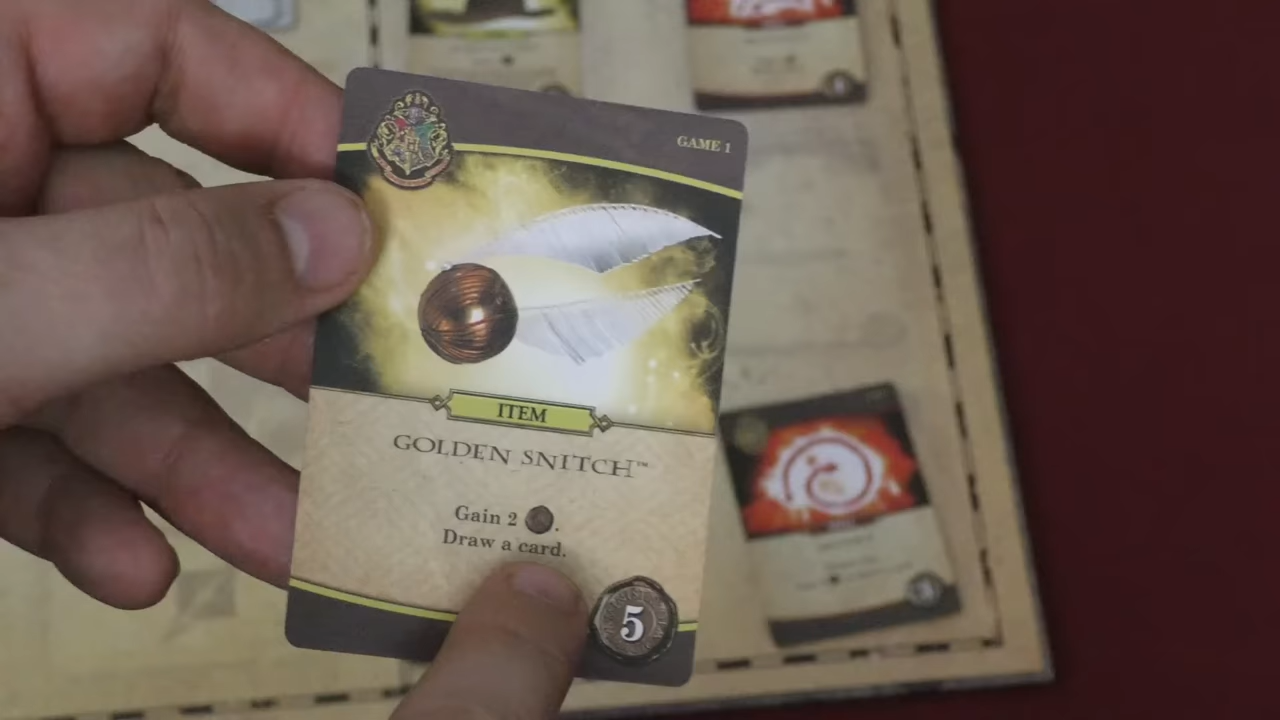 GAME 1
ITEM
GOLDEN SNITCH™
Gain 2 .
Draw a card.
5